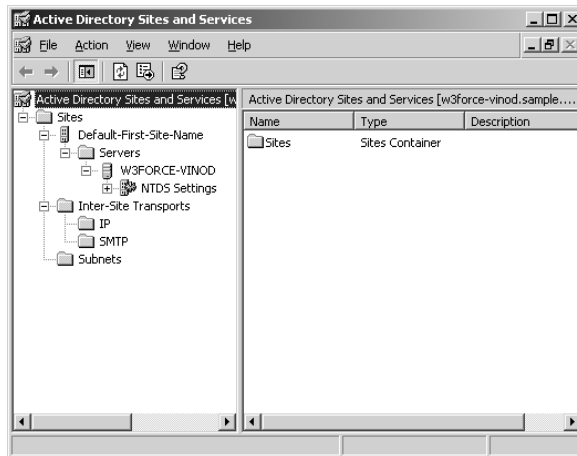 Active Directory Sites and Services
File Action View Window Help
Active Directory Sites and Services [w
Sites
Default-First-Site-Name
Servers
W3FORCE-VINOD
NTDS Settings
Inter-Site Transports
IP
SMTP
Subnets
Active Directory Sites and Services [w3force-vinod.sample....
Name Type Description
Sites Sites Container